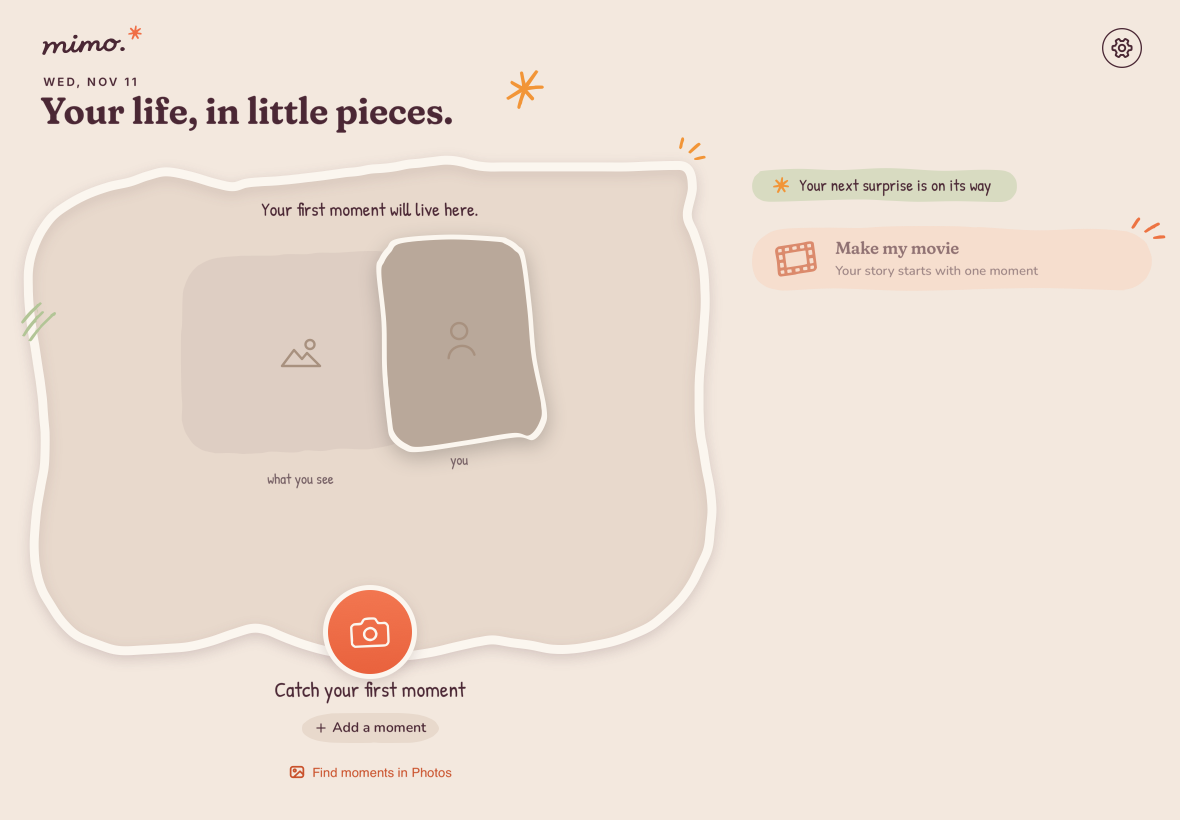 mimo.
WED, NOV 11
Your life, in little pieces.
Your first moment will live here.
what you see
you
Catch your first moment
+ Add a moment
Find moments in Photos
Your next surprise is on its way
Make my movie
Your story starts with one moment